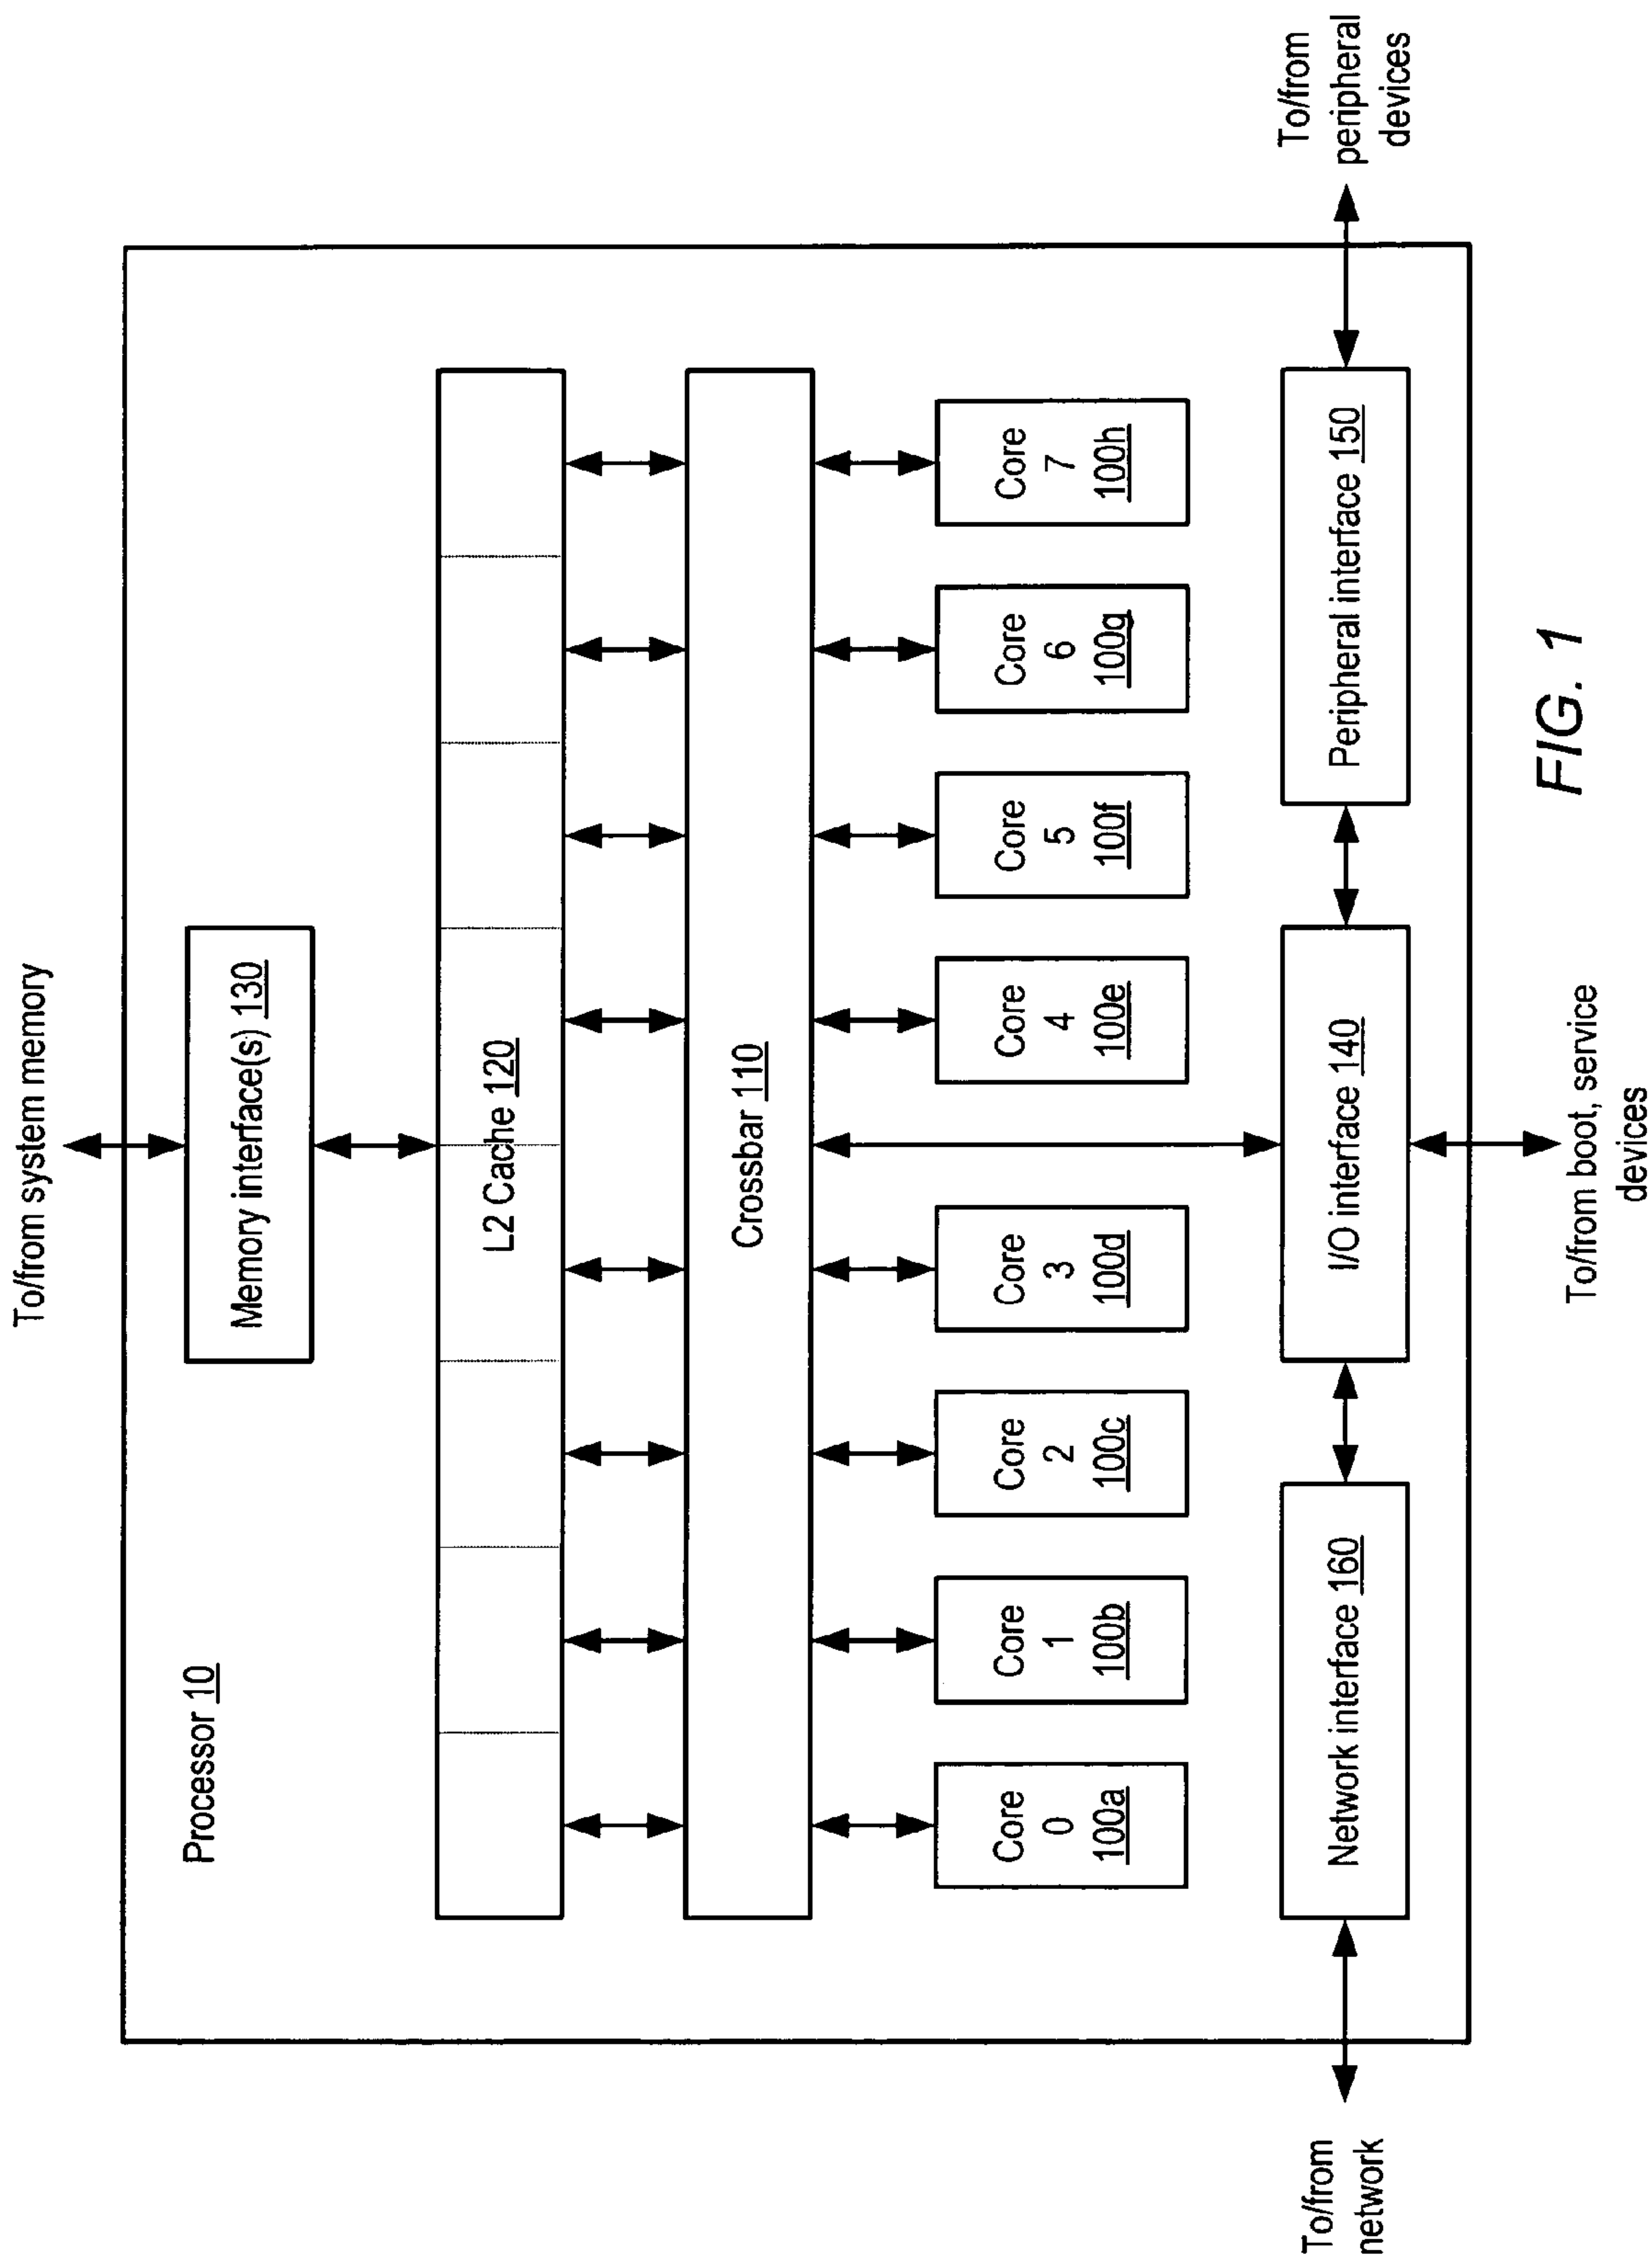 To/from system memory
Processor 10
Memory interface(s) 130
L2 Cache 120
Crossbar 110
Core
0
100a
Core
1
100b
Core
2
100c
Core
3
100d
Core
4
100e
Core
5
100f
Core
6
100g
Core
7
100h
Network interface 160
I/O interface 140
Peripheral interface 150
To/from
network
To/from boot, service
devices
To/from
peripheral
devices
FIG. 1